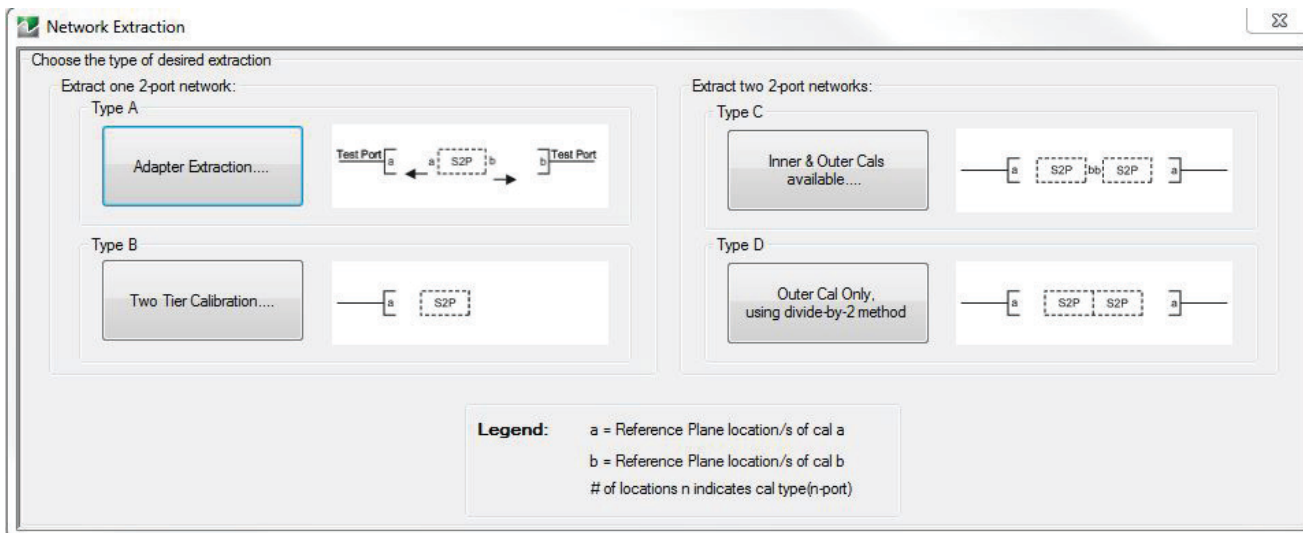 Network Extraction
Choose the type of desired extraction
Extract one 2-port network:
Type A
Adapter Extraction....
Test Port a a S2P b b Test Port
Type B
Two Tier Calibration....
a S2P
Extract two 2-port networks:
Type C
Inner & Outer Cals
available....
a S2P bb S2P a
Type D
Outer Cal Only,
using divide-by-2 method
a S2P S2P a
Legend: a = Reference Plane location/s of cal a
b = Reference Plane location/s of cal b
# of locations n indicates cal type(n-port)